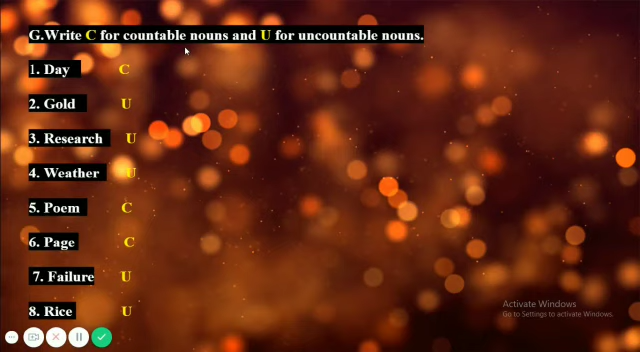 G.Write C for countable nouns and U for uncountable nouns.
1. Day C
2. Gold U
3. Research U
4. Weather U
5. Poem C
6. Page C
7. Failure U
8. Rice U
Activate Windows
Go to Settings to activate Windows.